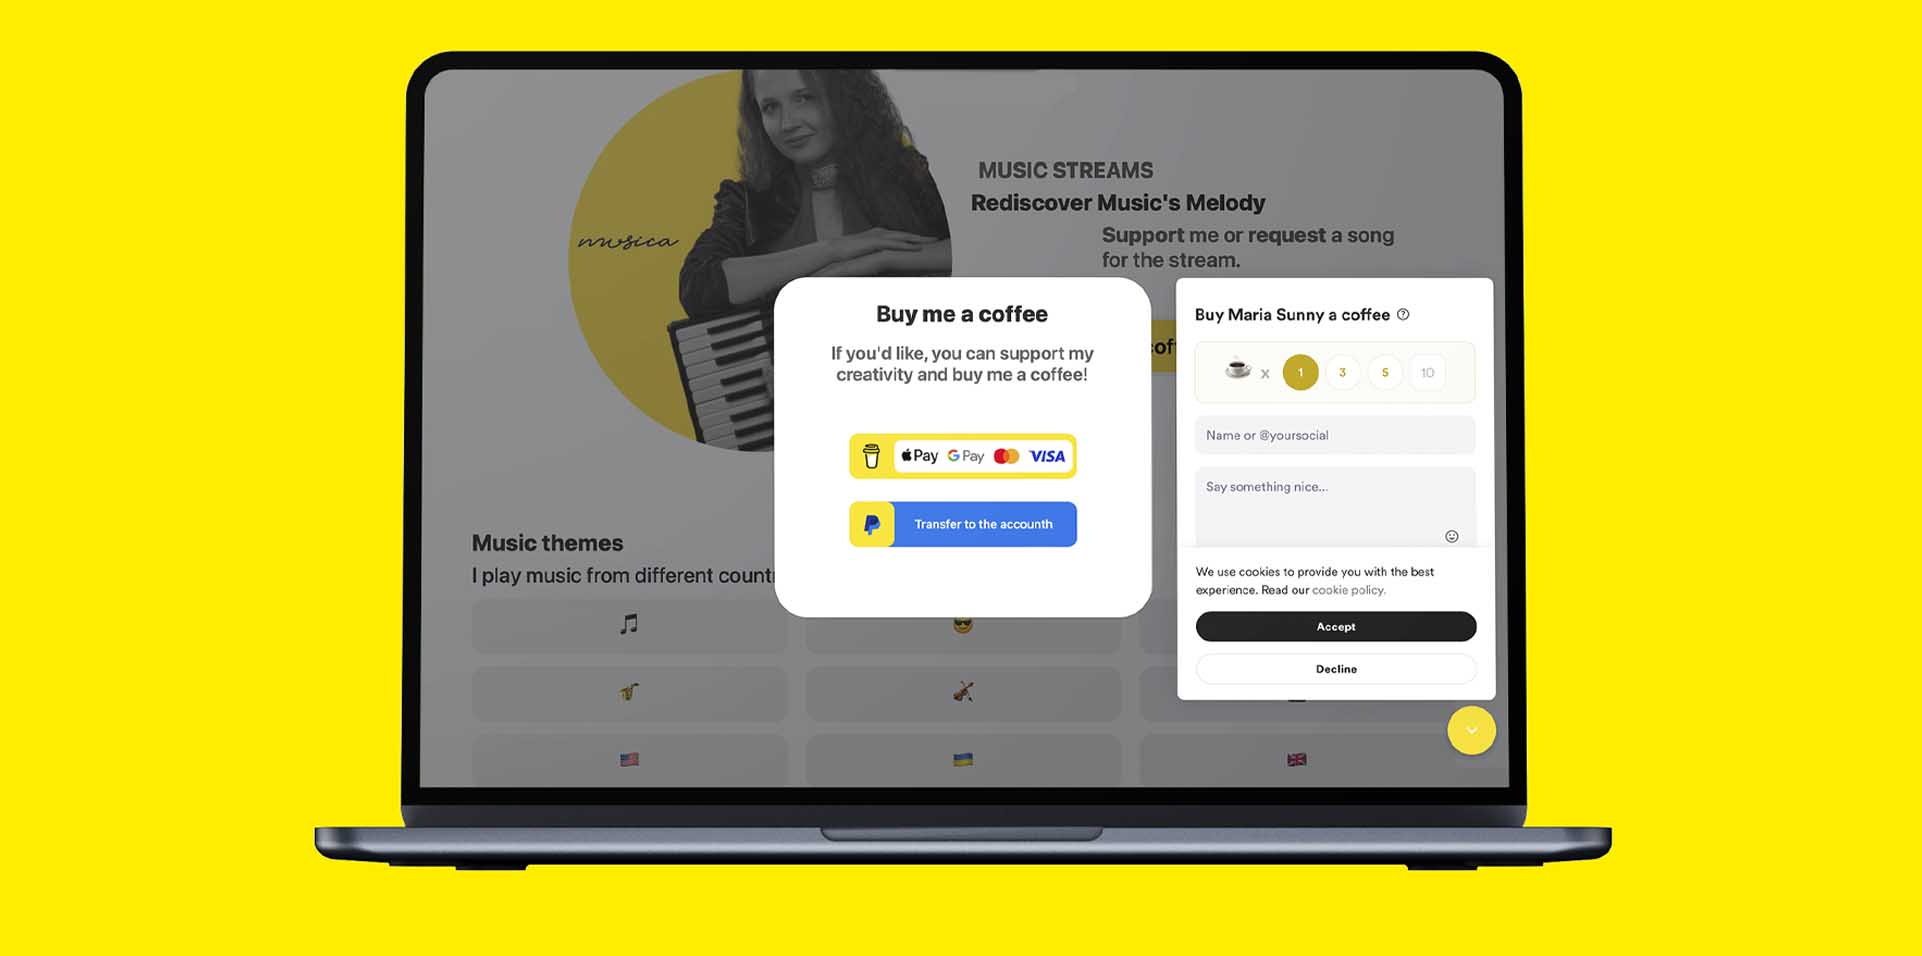 musica
MUSIC STREAMS
Rediscover Music's Melody
Support me or request a song
for the stream.
Buy me a coffee
If you'd like, you can support my
creativity and buy me a coffee!
Pay G Pay VISA
Transfer to the accounth
Buy Maria Sunny a coffee ?
x 1 3 5 10
Name or @yoursocial
Say something nice...
We use cookies to provide you with the best
experience. Read our cookie policy.
Accept
Decline
Music themes
I play music from different